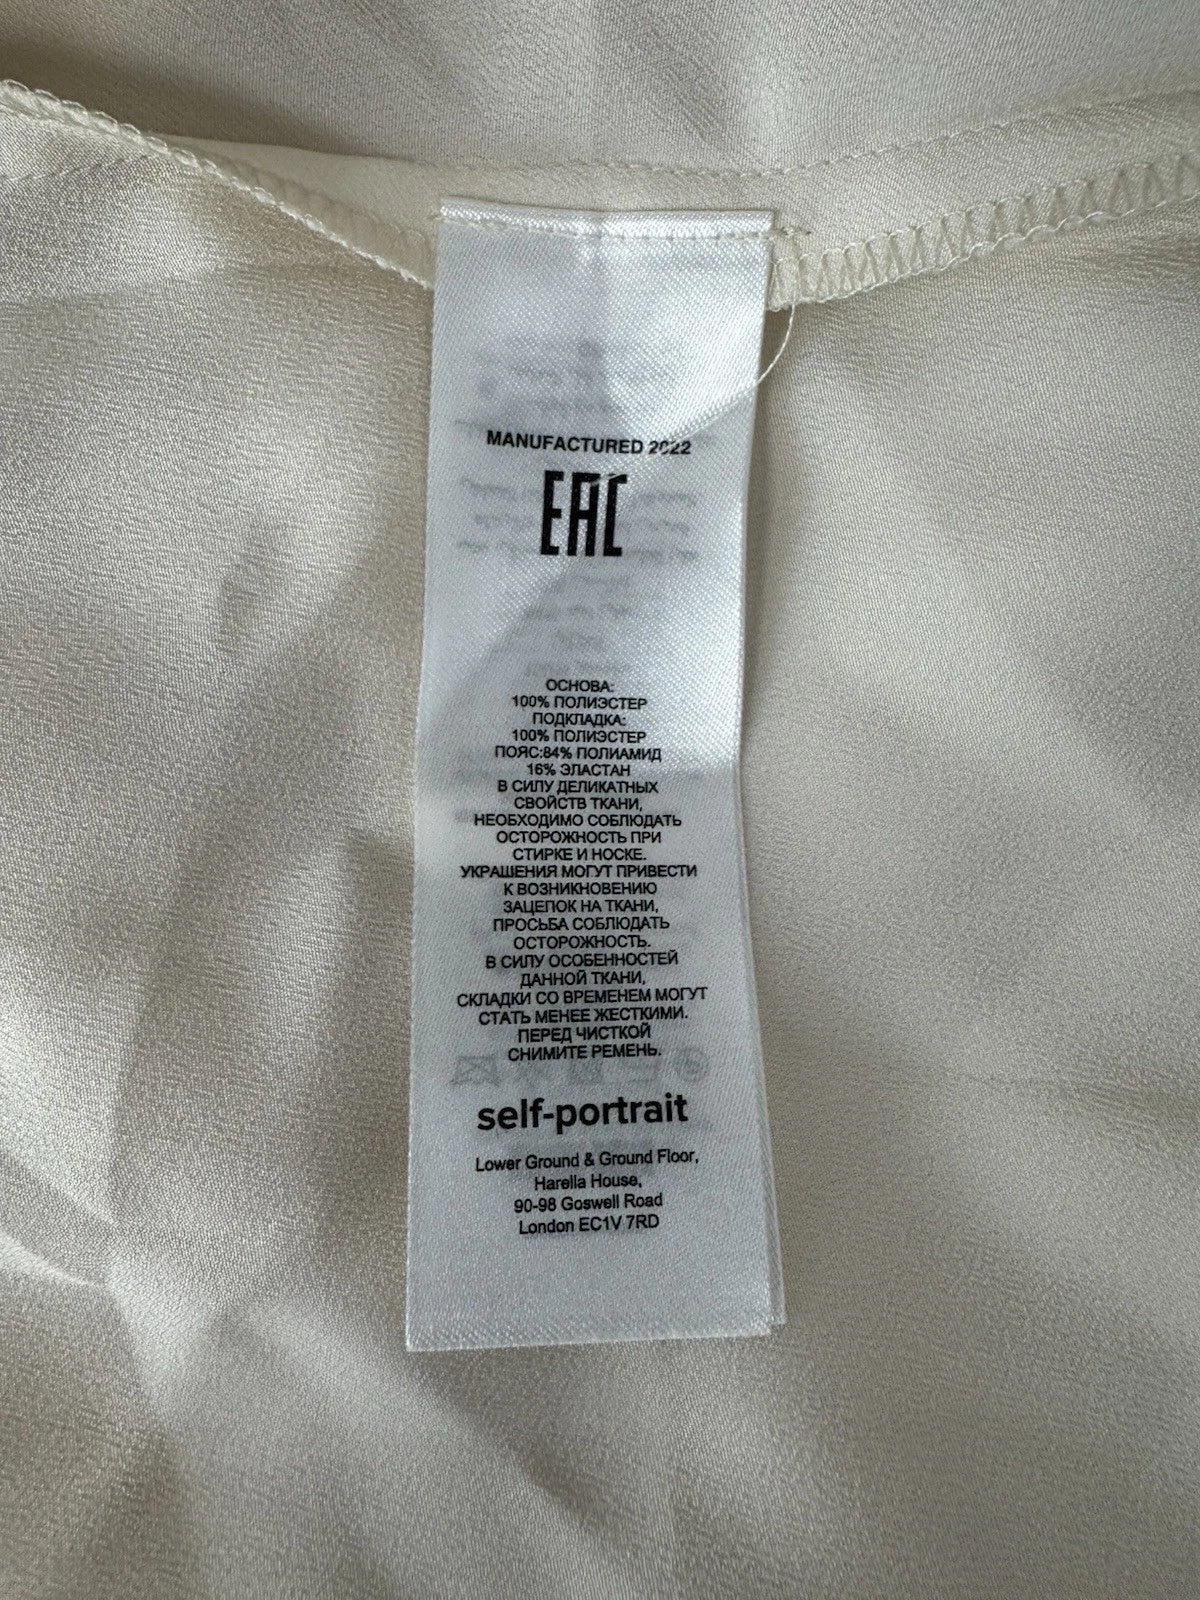 MANUFACTURED 2022
EAC
ОСНОВА:
100% ПОЛИЭСТЕР
ПОДКЛАДКА:
100% ПОЛИЭСТЕР
ПОЯС:84% ПОЛИАМИД
16% ЭЛАСТАН
В СИЛУ ДЕЛИКАТНЫХ
СВОЙСТВ ТКАНИ,
НЕОБХОДИМО СОБЛЮДАТЬ
ОСТОРОЖНОСТЬ ПРИ
СТИРКЕ И НОСКЕ.
УКРАШЕНИЯ МОГУТ ПРИВЕСТИ
К ВОЗНИКНОВЕНИЮ
ЗАЦЕПОК НА ТКАНИ,
ПРОСЬБА СОБЛЮДАТЬ
ОСТОРОЖНОСТЬ.
В СИЛУ ОСОБЕННОСТЕЙ
ДАННОЙ ТКАНИ,
СКЛАДКИ СО ВРЕМЕНЕМ МОГУТ
СТАТЬ МЕНЕЕ ЖЕСТКИМИ.
ПЕРЕД ЧИСТКОЙ
СНИМИТЕ РЕМЕНЬ.
self-portrait
Lower Ground & Ground Floor,
Harella House,
90-98 Goswell Road
London EC1V 7RD